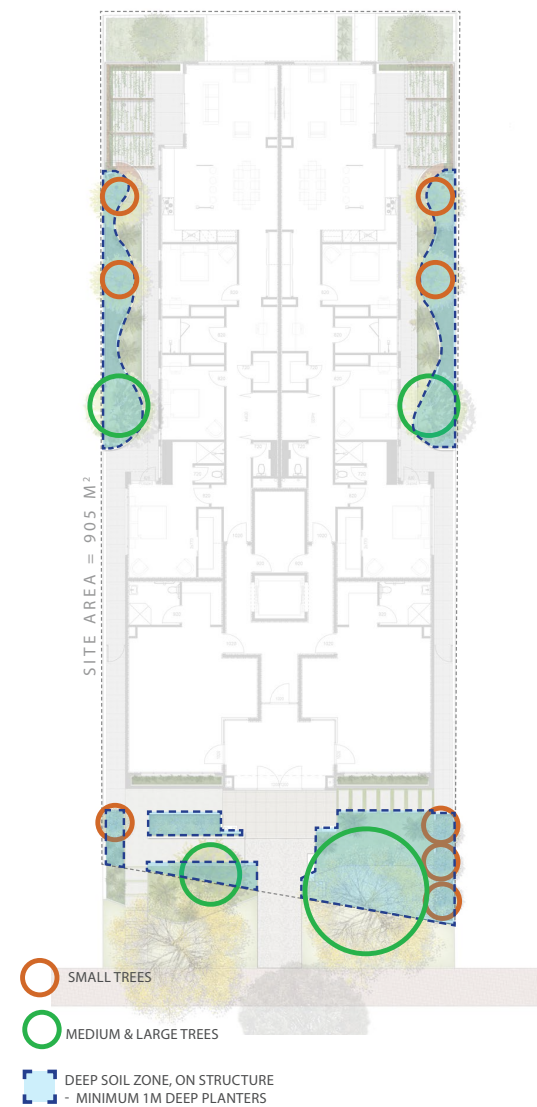 SITE AREA = 905 M²
SMALL TREES
MEDIUM & LARGE TREES
DEEP SOIL ZONE, ON STRUCTURE
- MINIMUM 1M DEEP PLANTERS